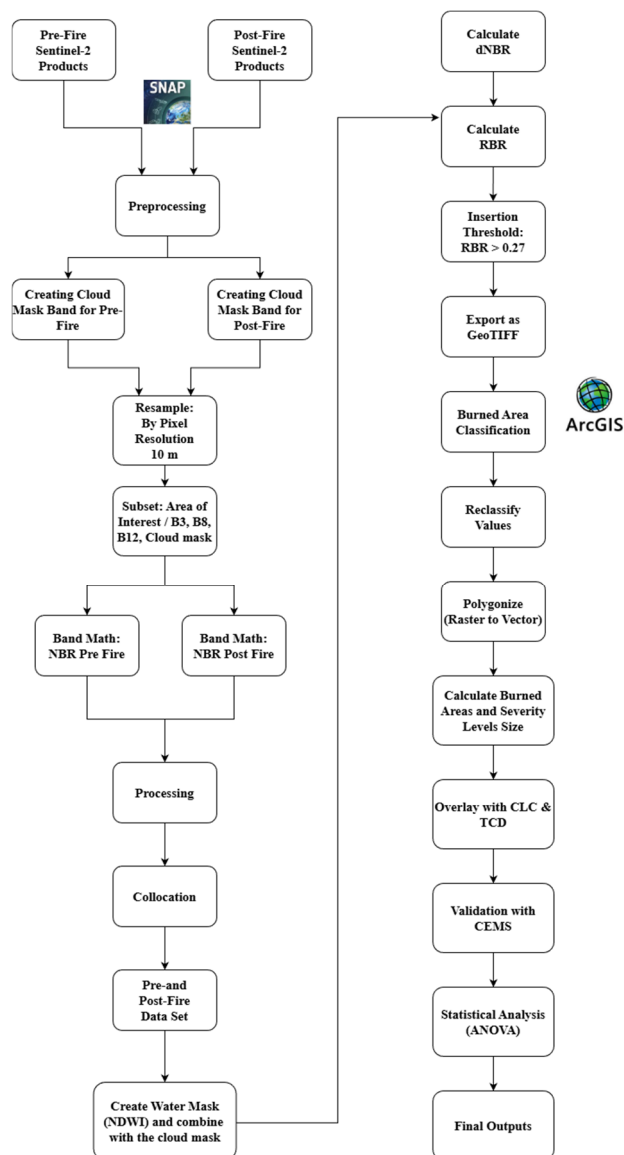 Pre-Fire
Sentinel-2
Products
Post-Fire
Sentinel-2
Products
SNAP
Preprocessing
Creating Cloud
Mask Band for Pre-
Fire
Creating Cloud
Mask Band for
Post-Fire
Resample:
By Pixel
Resolution
10 m
Subset: Area of
Interest / B3, B8,
B12, Cloud mask
Band Math:
NBR Pre Fire
Band Math:
NBR Post Fire
Processing
Collocation
Pre-and
Post-Fire
Data Set
Create Water Mask
(NDWI) and combine
with the cloud mask
Calculate
dNBR
Calculate
RBR
Insertion
Threshold:
RBR > 0.27
Export as
GeoTIFF
Burned Area
Classification
ArcGIS
Reclassify
Values
Polygonize
(Raster to Vector)
Calculate Burned
Areas and Severity
Levels Size
Overlay with CLC &
TCD
Validation with
CEMS
Statistical Analysis
(ANOVA)
Final Outputs